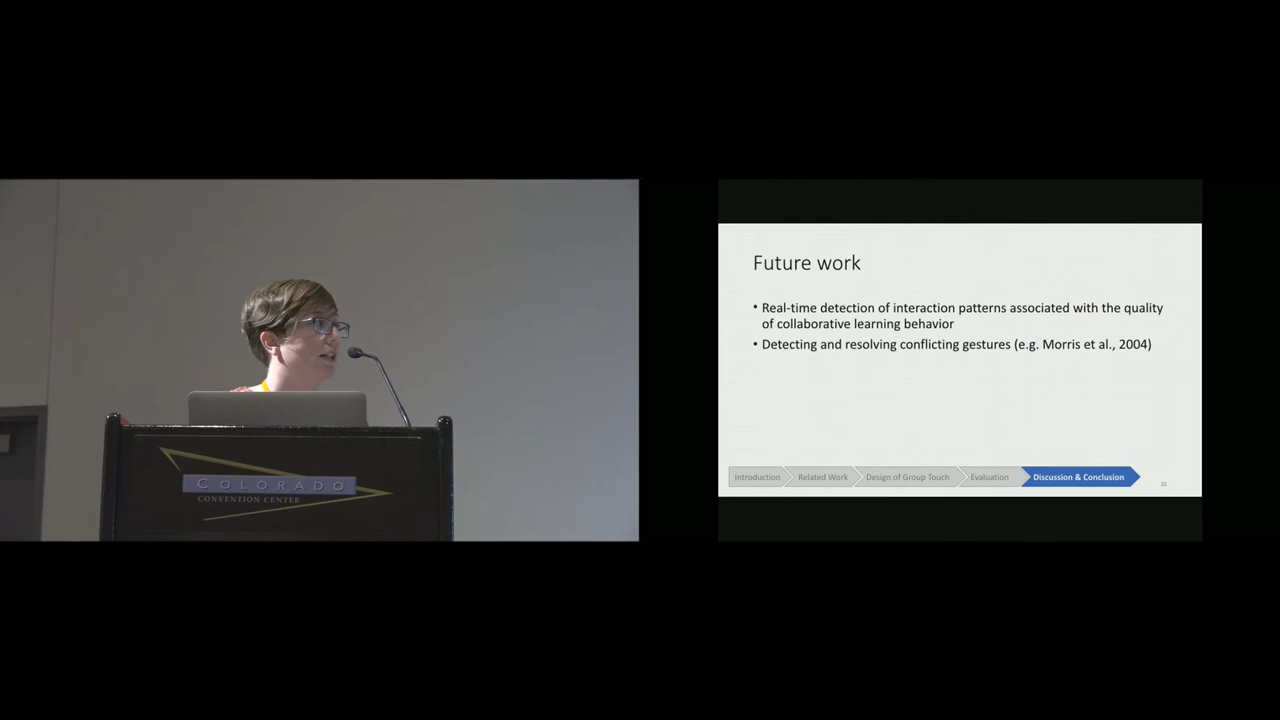 COLORADO
CONVENTION CENTER
Future work
• Real-time detection of interaction patterns associated with the quality
of collaborative learning behavior
• Detecting and resolving conflicting gestures (e.g. Morris et al., 2004)
Introduction Related Work Design of Group Touch Evaluation Discussion & Conclusion
32